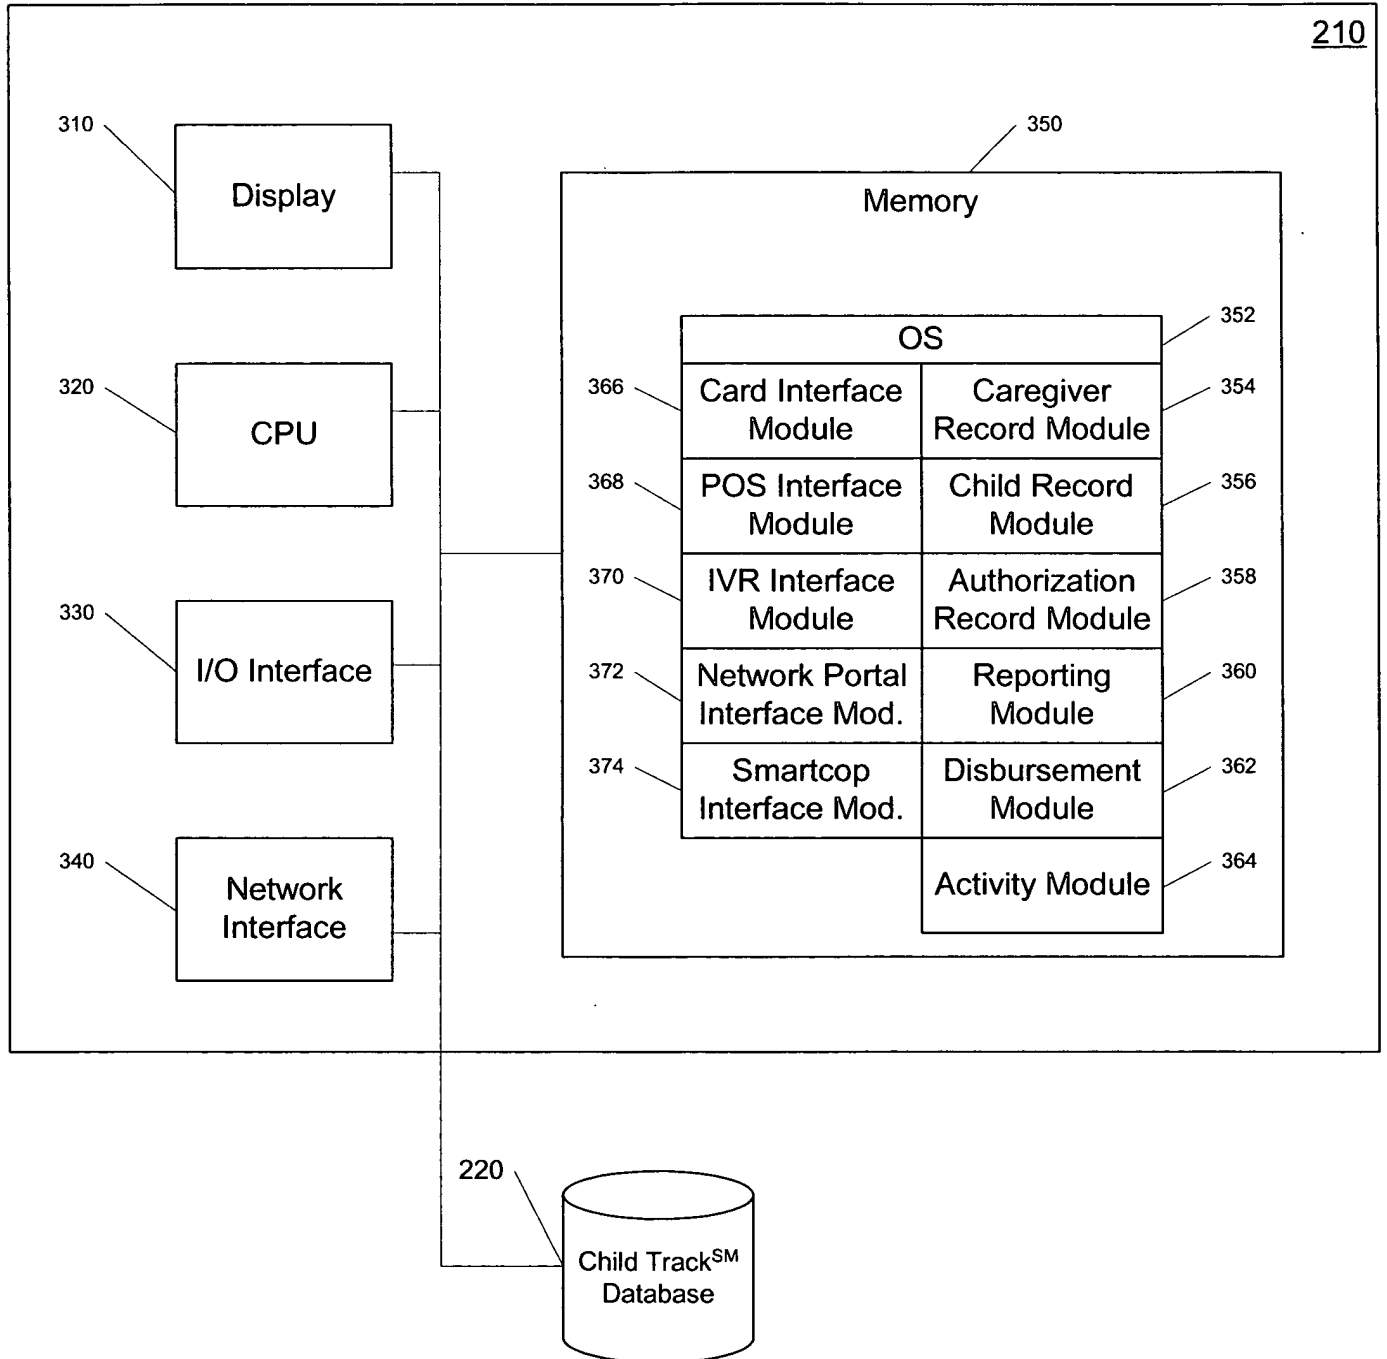 210
310
Display
350
Memory
352
OS
320
CPU
366
Card Interface
Module
Caregiver
Record Module
354
368
POS Interface
Module
Child Record
Module
356
330
I/O Interface
370
IVR Interface
Module
Authorization
Record Module
358
372
Network Portal
Interface Mod.
Reporting
Module
360
374
Smartcop
Interface Mod.
Disbursement
Module
362
340
Network
Interface
Activity Module
364
220
Child Track℠
Database